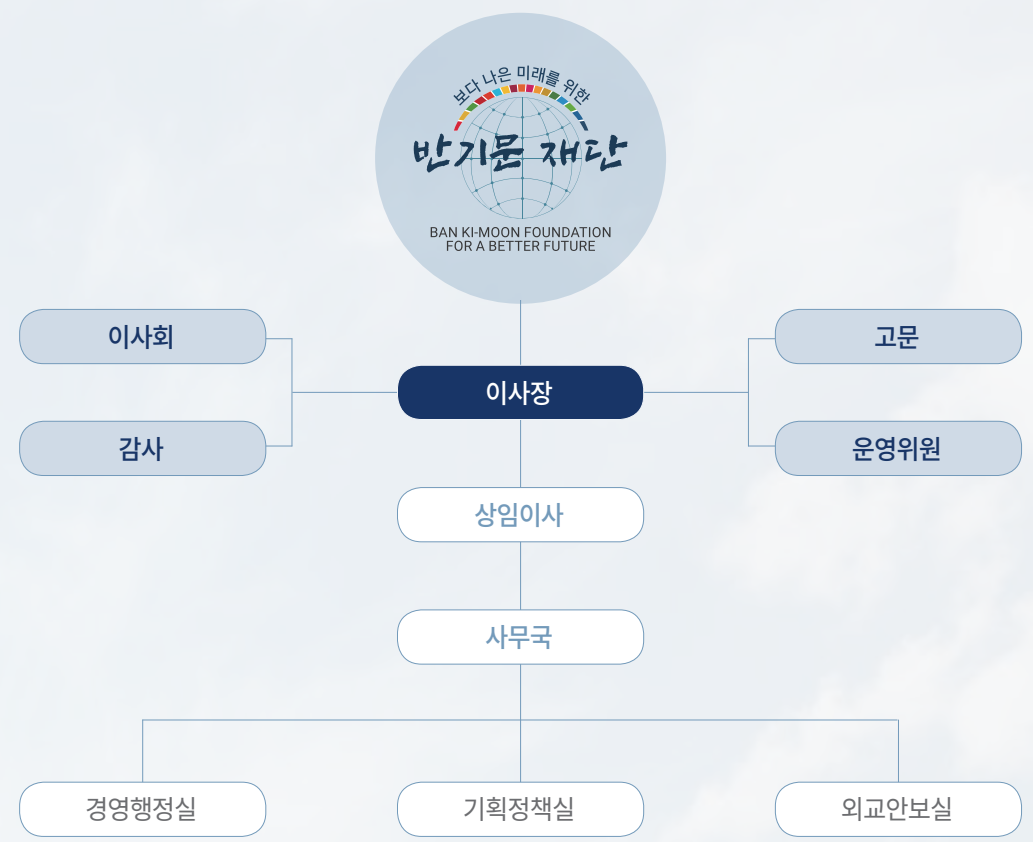 보다 나은 미래를 위한
반기문 재단
BAN KI-MOON FOUNDATION
FOR A BETTER FUTURE
이사회
고문
이사장
감사
운영위원
상임이사
사무국
경영행정실
기획정책실
외교안보실